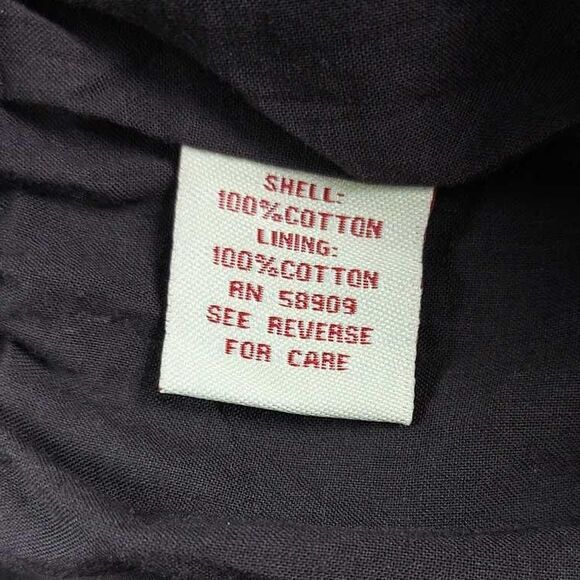 SHELL:
100%COTTON
LINING:
100%COTTON
RN 58909
SEE REVERSE
FOR CARE